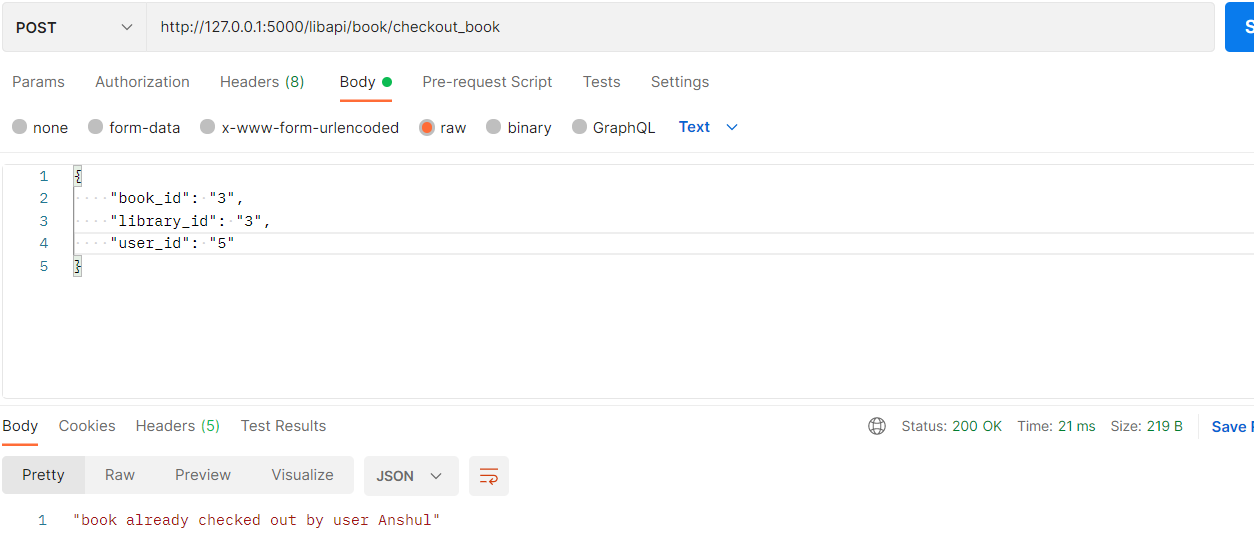 POST http://127.0.0.1:5000/libapi/book/checkout_book
Params Authorization Headers (8) Body Pre-request Script Tests Settings
none form-data x-www-form-urlencoded raw binary GraphQL Text
1 {
2 "book_id": "3",
3 "library_id": "3",
4 "user_id": "5"
5 }
Body Cookies Headers (5) Test Results Status: 200 OK Time: 21 ms Size: 219 B Save
Pretty Raw Preview Visualize JSON
1 "book already checked out by user Anshul"